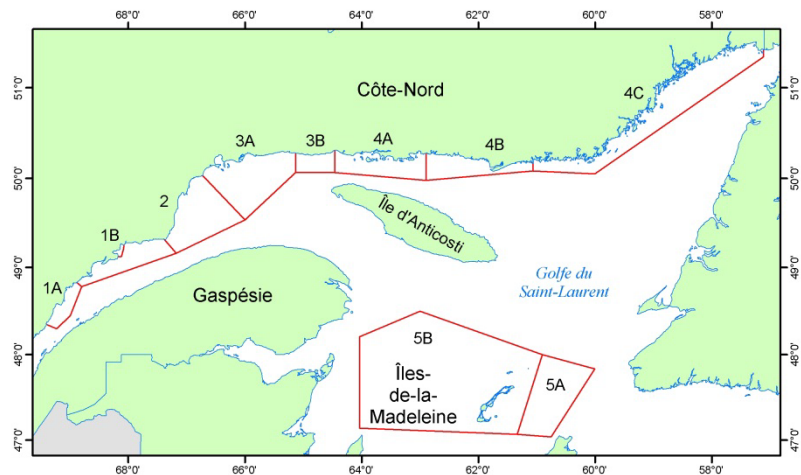 68°0' 66°0' 64°0' 62°0' 60°0' 58°0'
51°0' 51°0'
Côte-Nord
4C
3A 3B 4A 4B
50°0' 50°0'
2
Île d'Anticosti
1B
49°0' 49°0'
1A
Golfe du
Saint-Laurent
Gaspésie
48°0' 48°0'
5B
Îles-
de-la-
Madeleine
5A
47°0' 47°0'
68°0' 66°0' 64°0' 62°0' 60°0' 58°0'